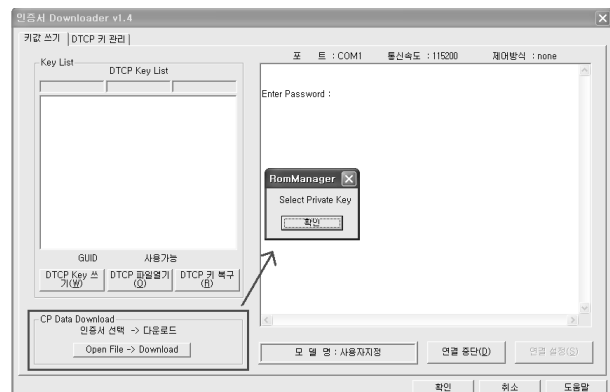 인증서 Downloader v1.4
키값 쓰기 DTCP 키 관리
포 트 : COM1 통신속도 : 115200 제어방식 : none
Key List
DTCP Key List
Enter Password :
RomManager
Select Private Key
확인
GUID 사용가능
DTCP Key 쓰기(W) DTCP 파일열기(O) DTCP 키 복구(R)
CP Data Download
인증서 선택 -> 다운로드
Open File -> Download
모 델 명 : 사용자지정
연결 중단(D) 연결 설정(S)
확인 취소 도움말